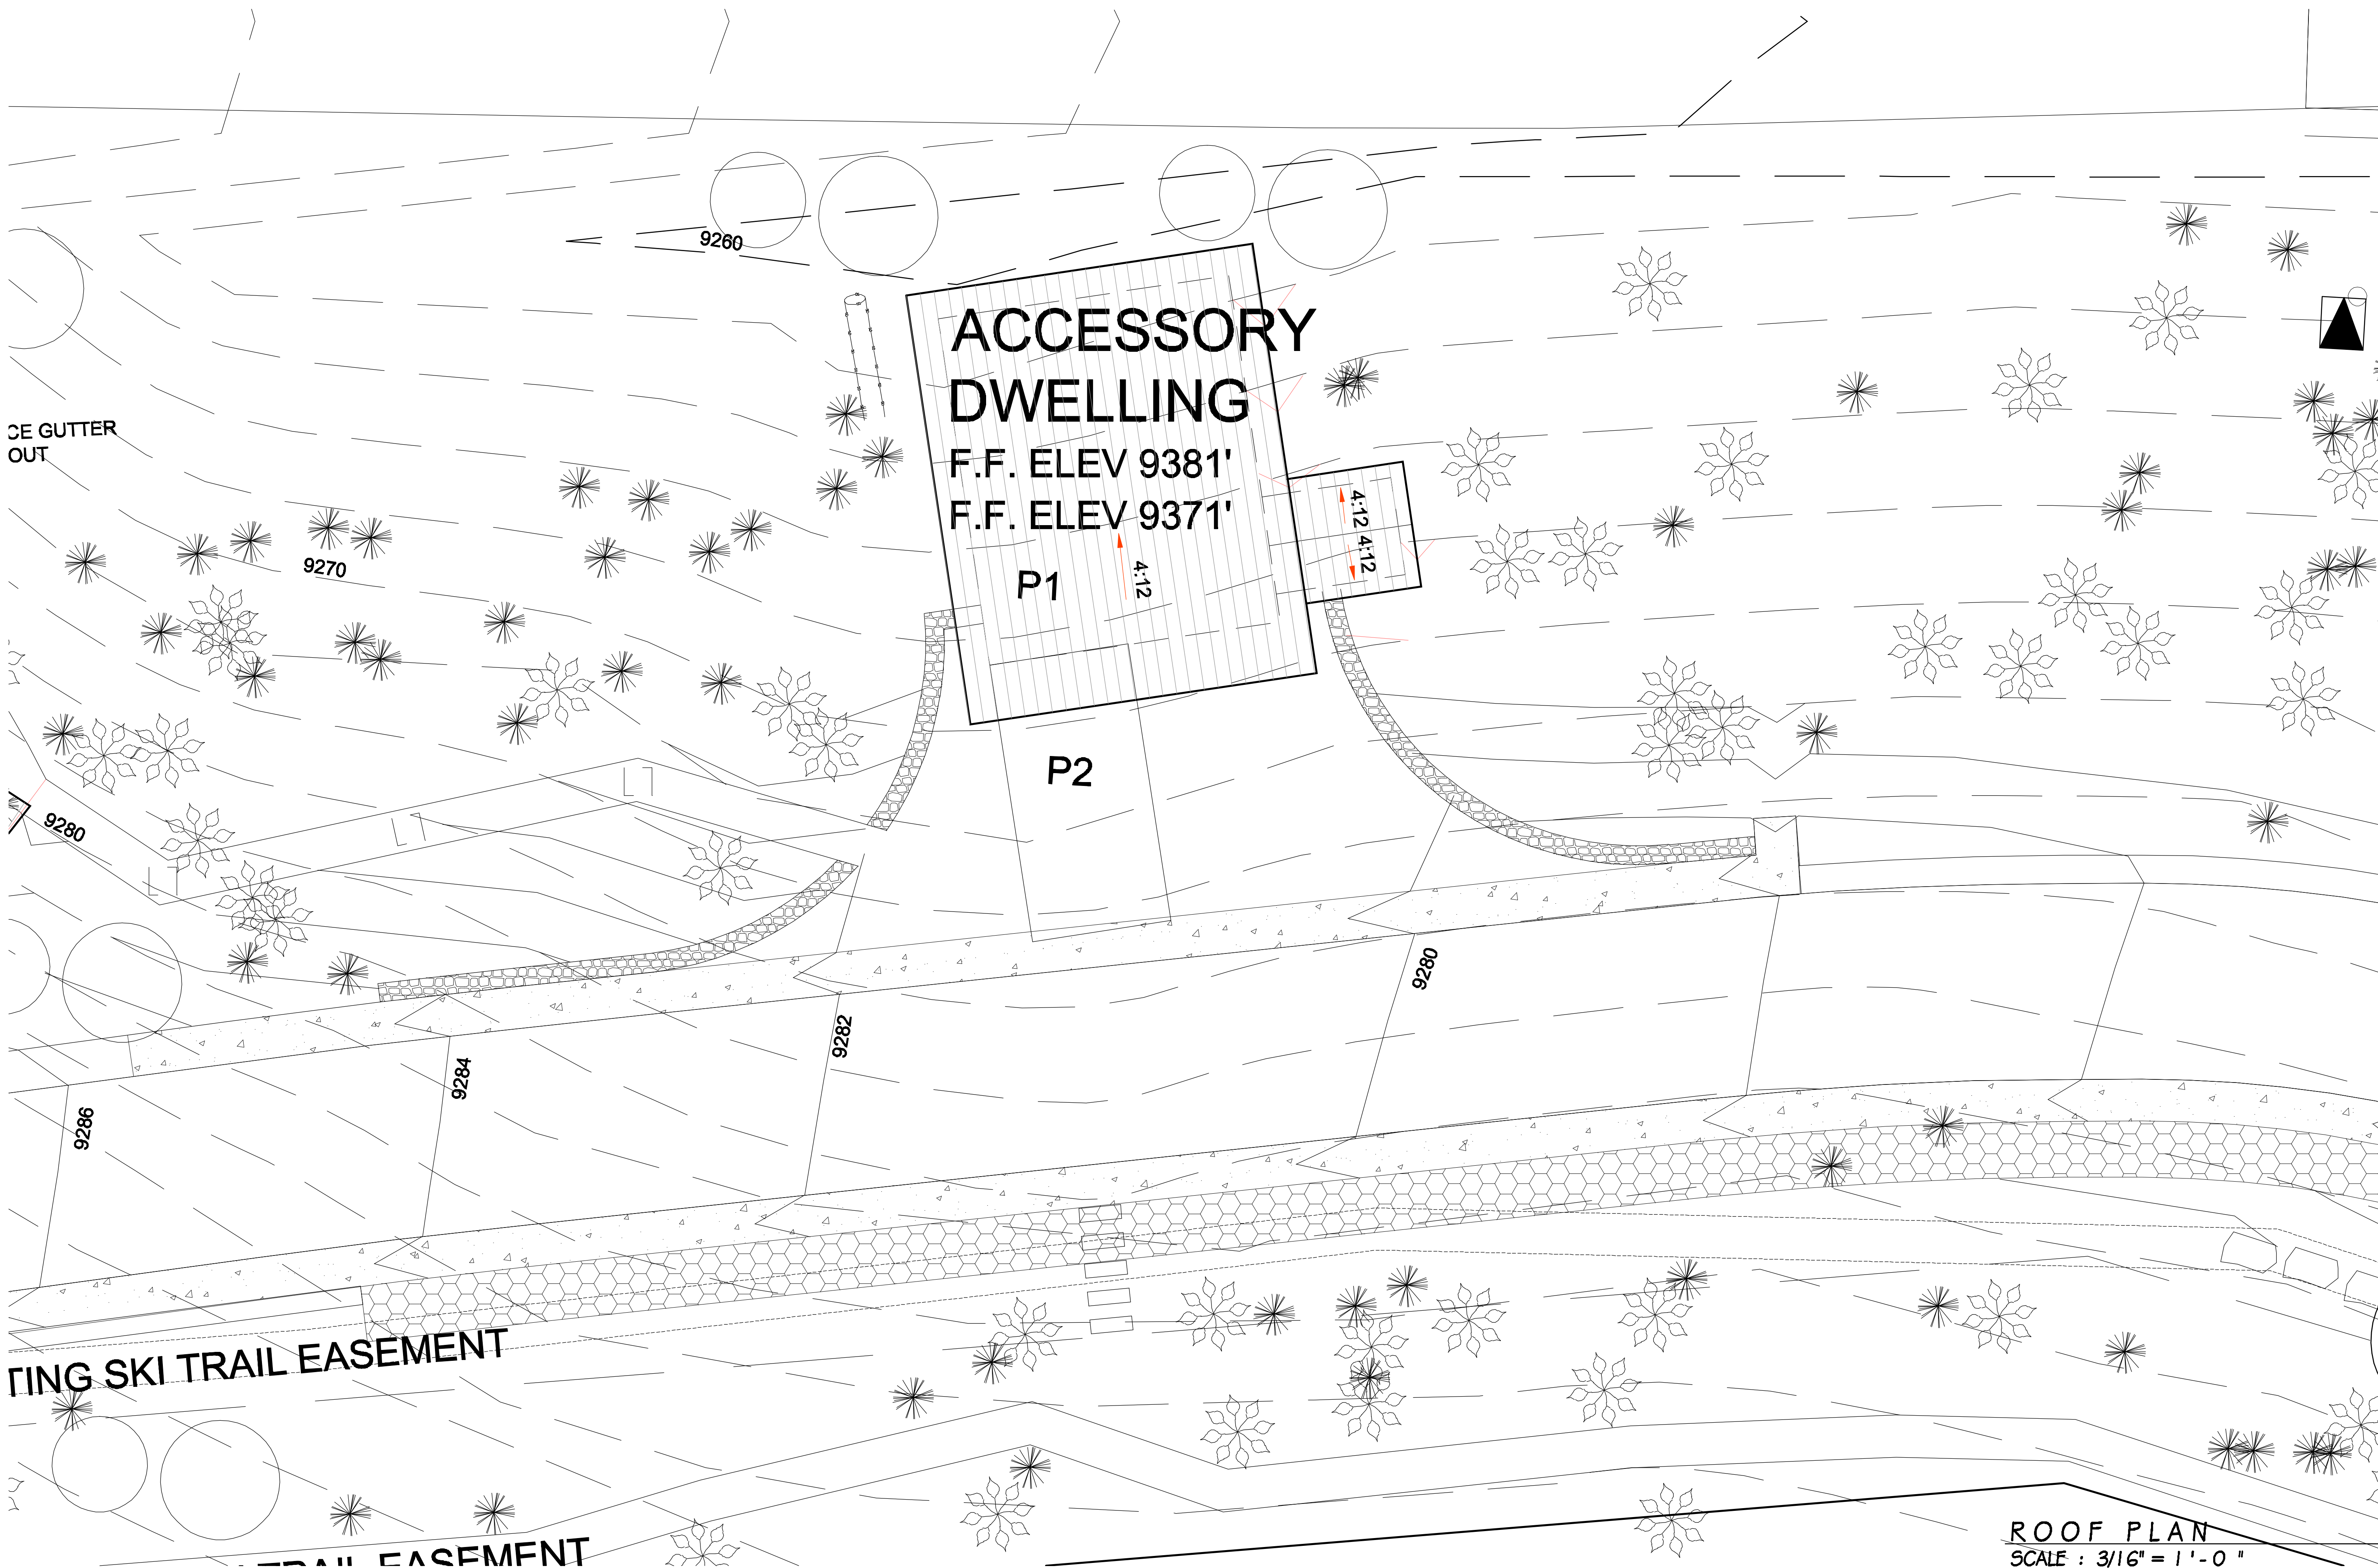 9260
ACCESSORY
DWELLING
F.F. ELEV 9381'
F.F. ELEV 9371'
CE GUTTER
OUT
4:12 4:12
9270
P1
4:12
P2
9280
9280
9282
9284
9286
TING SKI TRAIL EASEMENT
TRAIL EASEMENT
ROOF PLAN
SCALE : 3/16" = 1'-0"